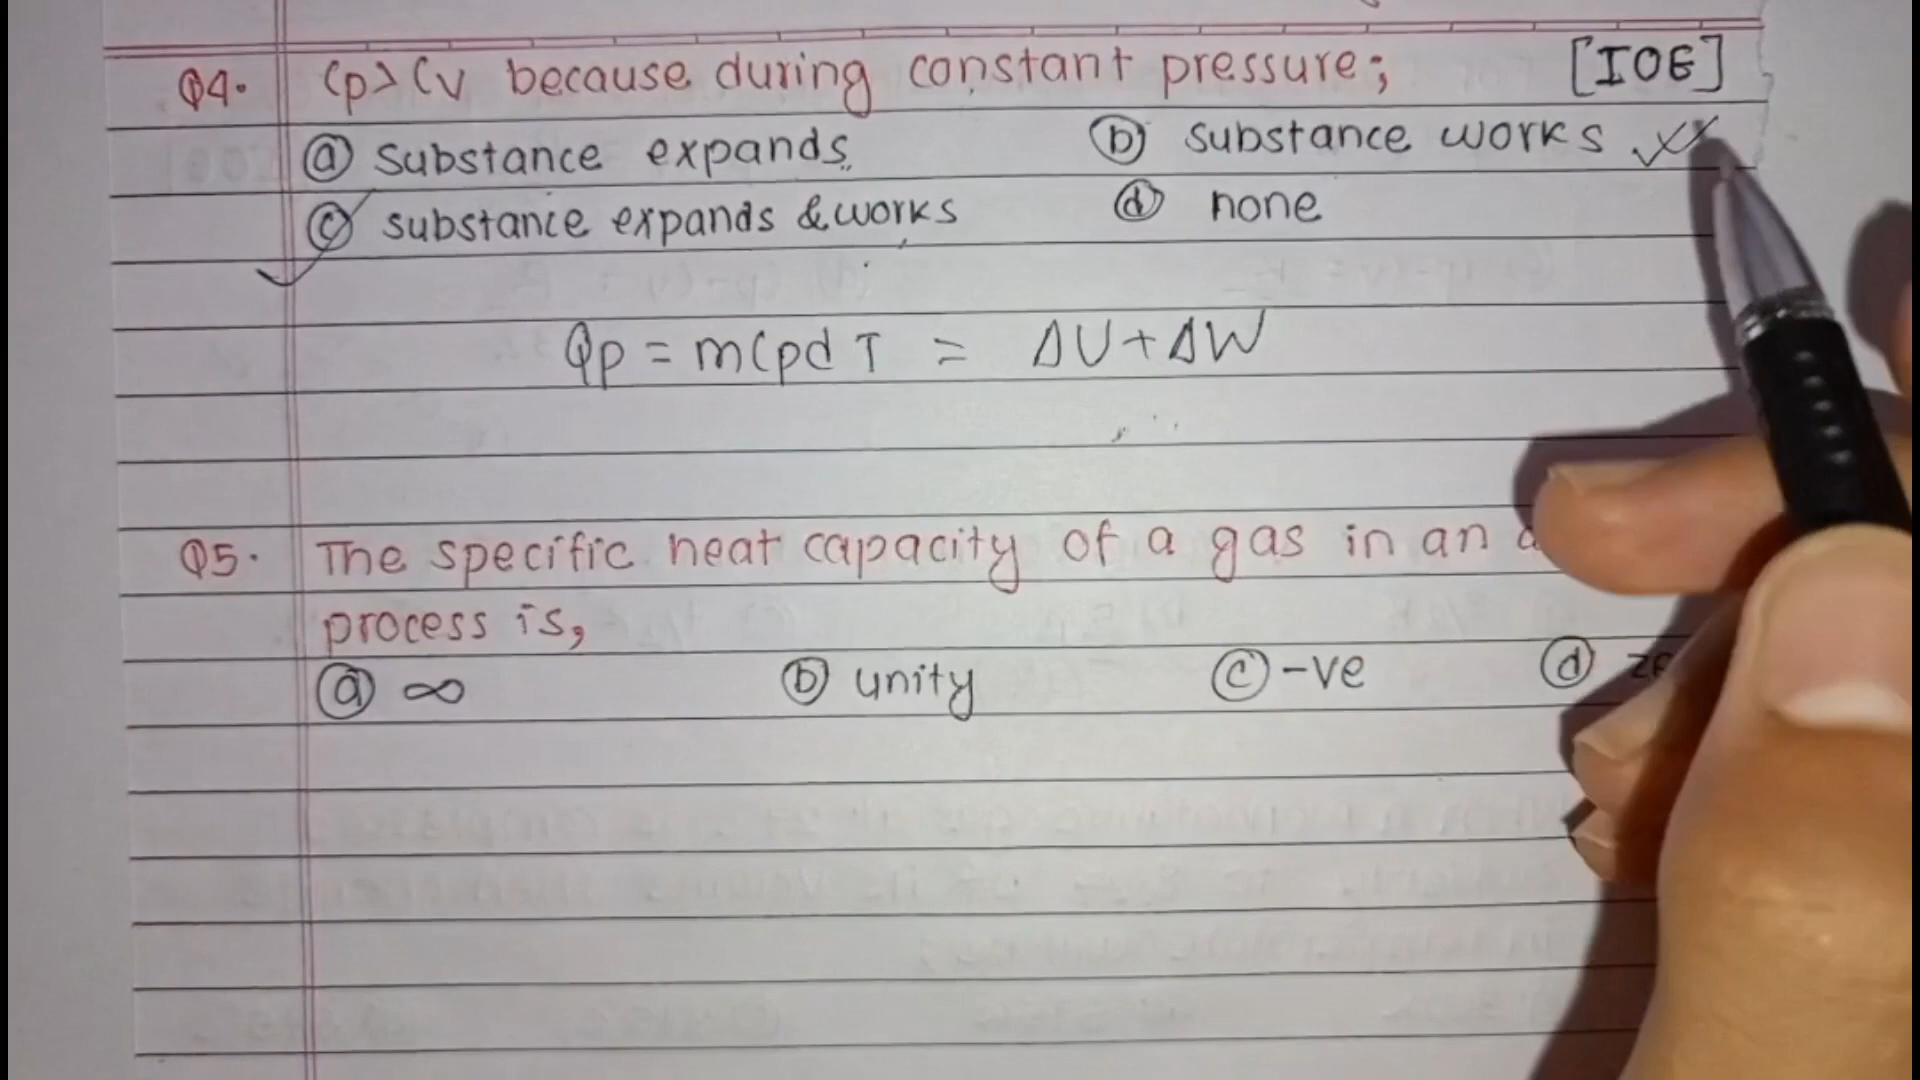 Q4. Cp > Cv because during constant pressure; [IOE]
ⓐ substance expands ⓑ substance works
ⓒ substance expands & works ⓓ none
Qp = mCpdT = ΔU + ΔW
Q5. The specific heat capacity of a gas in an
process is,
ⓐ ∞ ⓑ unity ⓒ -ve ⓓ